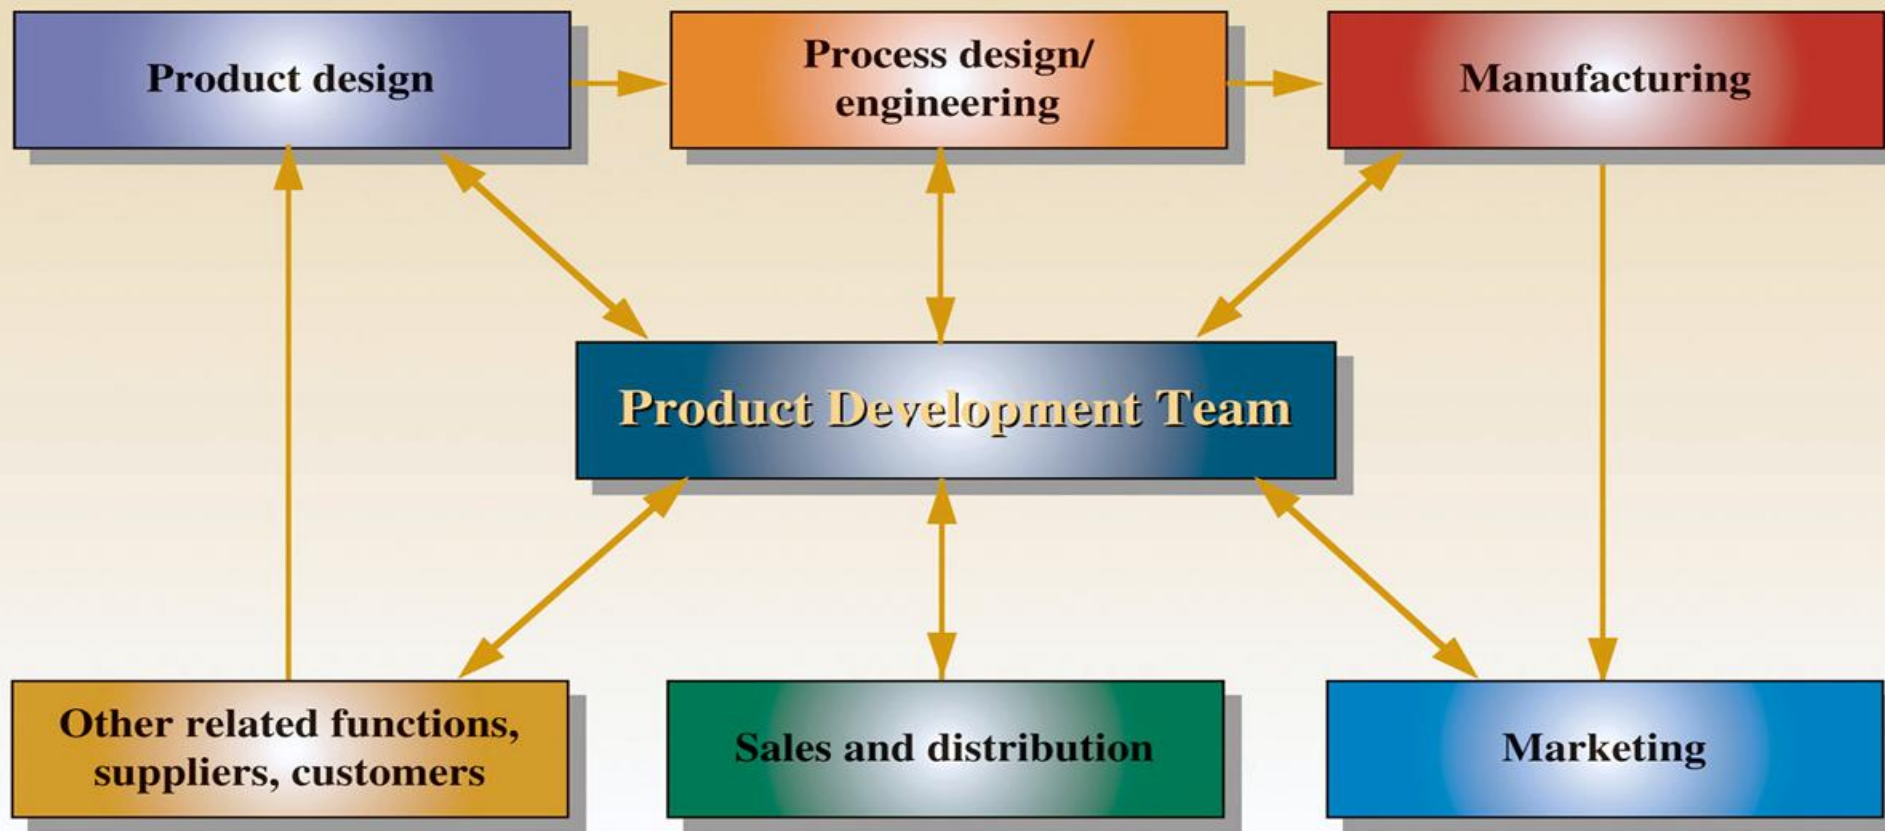 Product design
Process design/
engineering
Manufacturing
Product Development Team
Other related functions,
suppliers, customers
Sales and distribution
Marketing